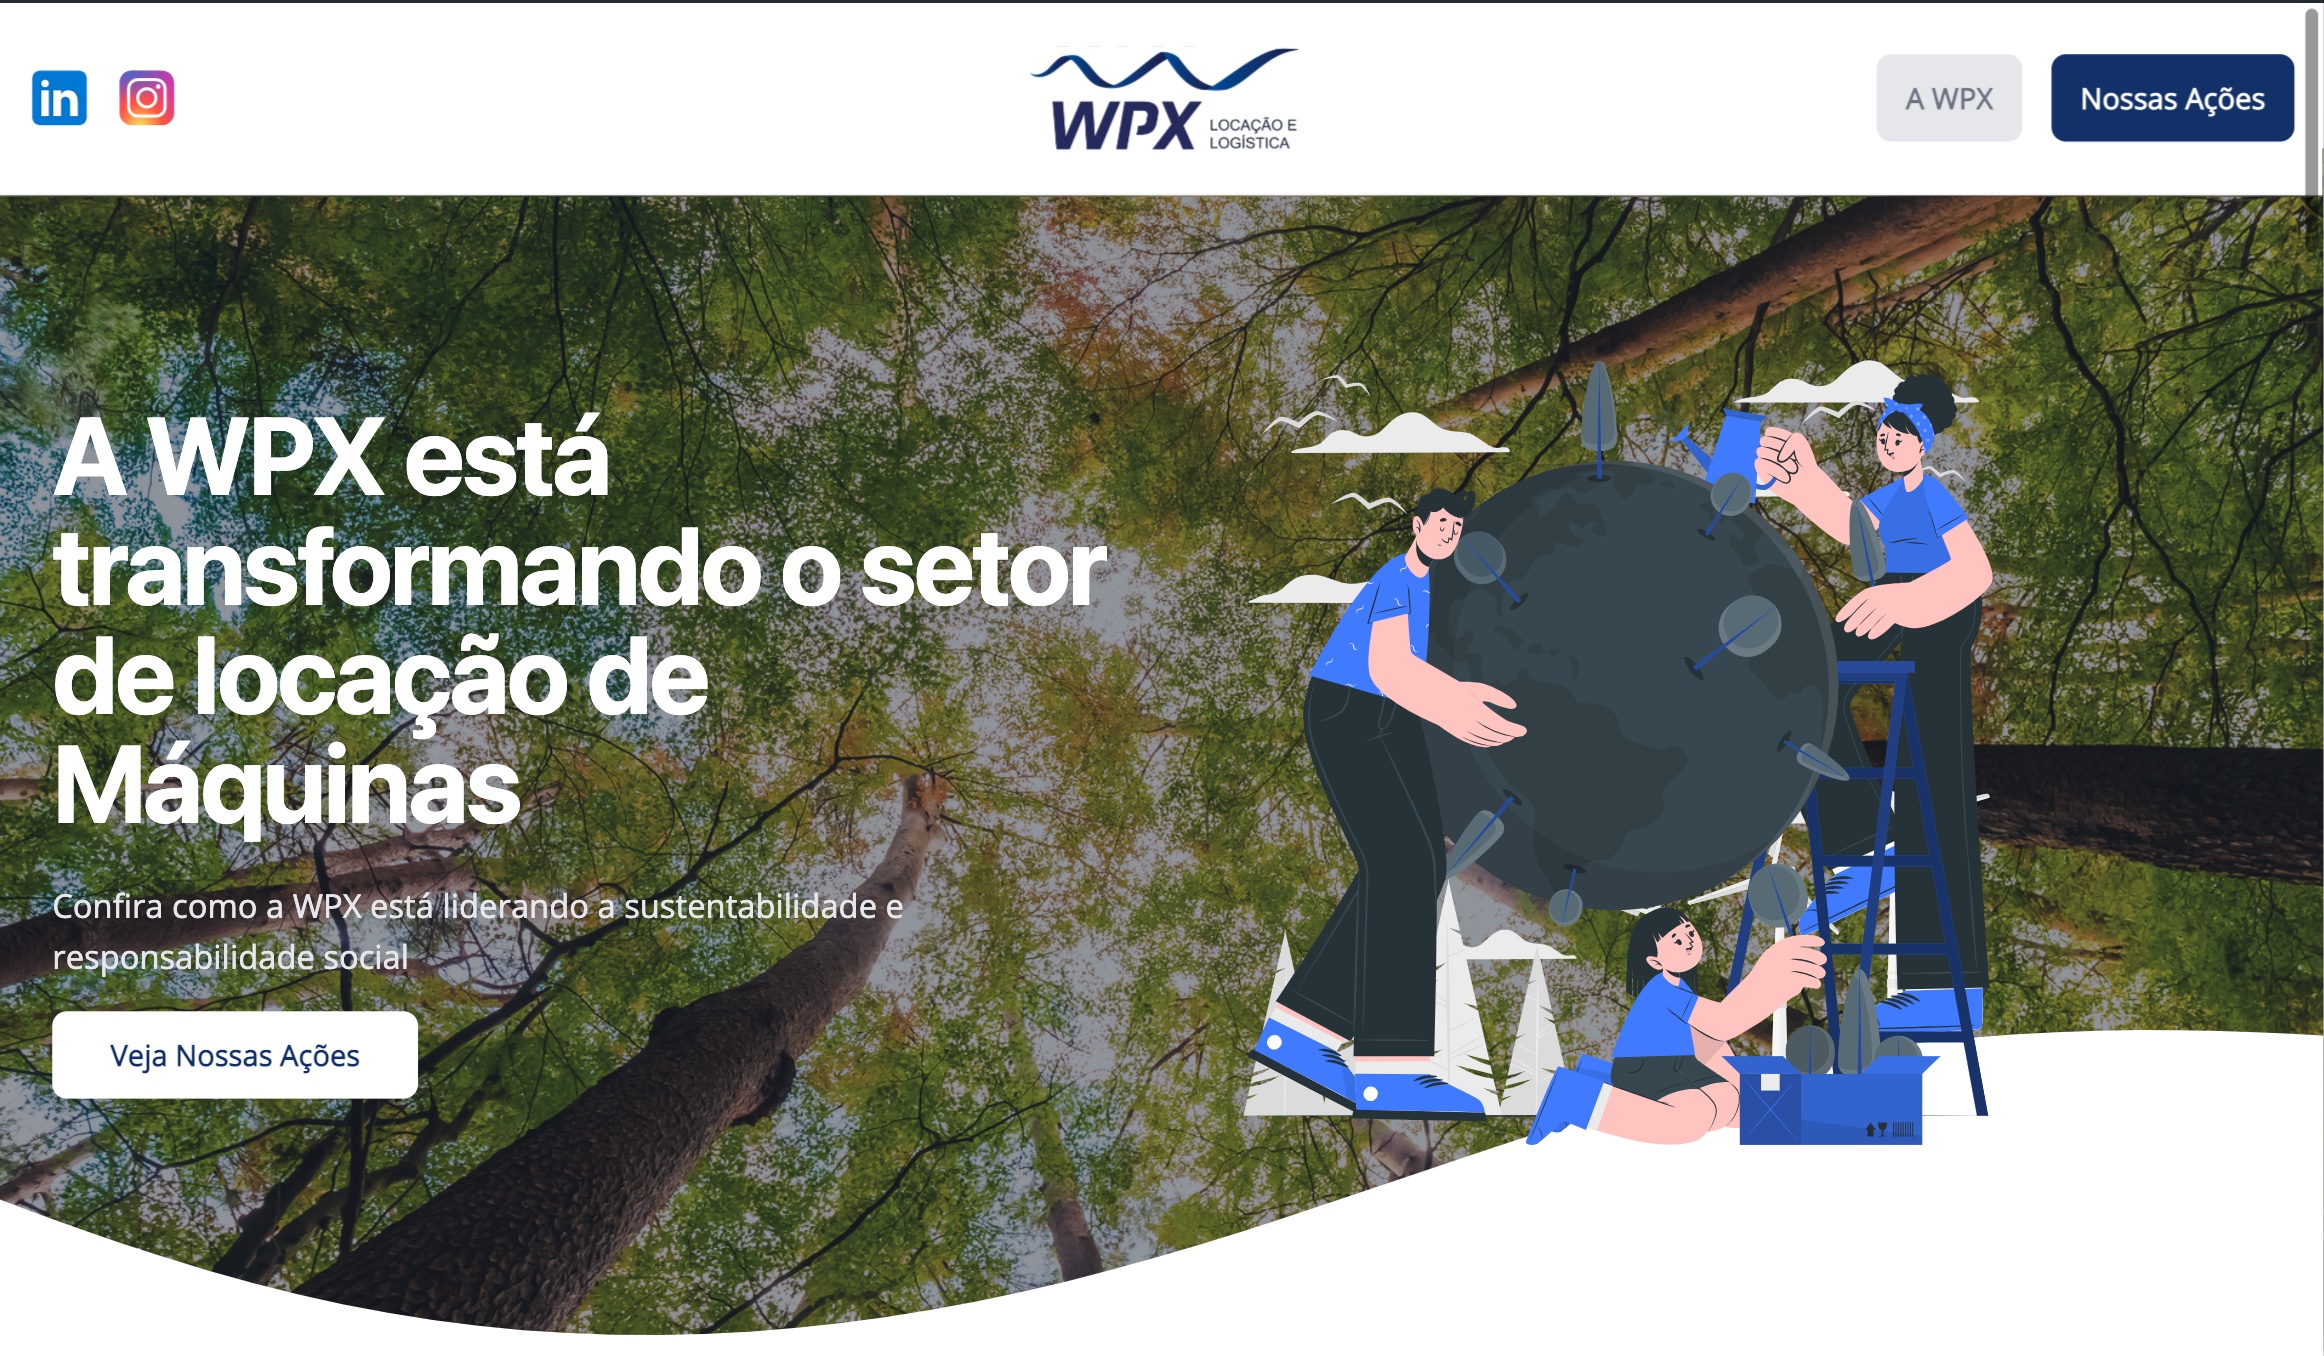 in
WPX
LOCAÇÃO E
LOGÍSTICA
A WPX
Nossas Ações
A WPX está
transformando o setor
de locação de
Máquinas
Confira como a WPX está liderando a sustentabilidade e
responsabilidade social
Veja Nossas Ações